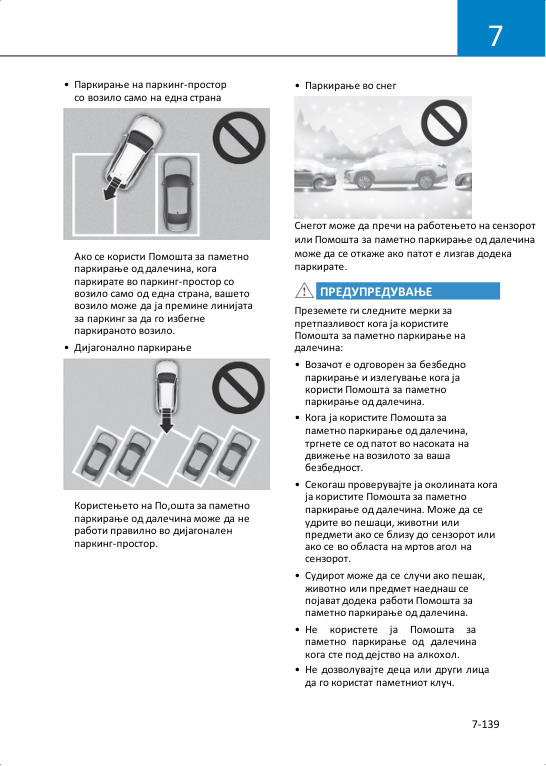 7
• Паркирање на паркинг-простор
со возило само на една страна
Ако се користи Помошта за паметно
паркирање од далечина, кога
паркирате во паркинг-простор со
возило само од една страна, вашето
возило може да ја премине линијата
за паркинг за да го избегне
паркираното возило.
• Дијагонално паркирање
Користењето на По,ошта за паметно
паркирање од далечина може да не
работи правилно во дијагонален
паркинг-простор.
• Паркирање во снег
Снегот може да пречи на работењето на сензорот
или Помошта за паметно паркирање од далечина
може да се откаже ако патот е лизгав додека
паркирате.
ПРЕДУПРЕДУВАЊЕ
Преземете ги следните мерки за
претпазливост кога ја користите
Помошта за паметно паркирање на
далечина:
• Возачот е одговорен за безбедно
паркирање и излегување кога ја
користи Помошта за паметно
паркирање од далечина.
• Кога ја користите Помошта за
паметно паркирање од далечина,
тргнете се од патот во насоката на
движење на возилото за ваша
безбедност.
• Секогаш проверувајте ја околината кога
ја користите Помошта за паметно
паркирање од далечина. Може да се
удрите во пешаци, животни или
предмети ако се близу до сензорот или
ако се во областа на мртов агол на
сензорот.
• Судирот може да се случи ако пешак,
животно или предмет наеднаш се
појават додека работи Помошта за
паметно паркирање од далечина.
• Не користете ја Помошта за
паметно паркирање од далечина
кога сте под дејство на алкохол.
• Не дозволувајте деца или други лица
да го користат паметниот клуч.
7-139